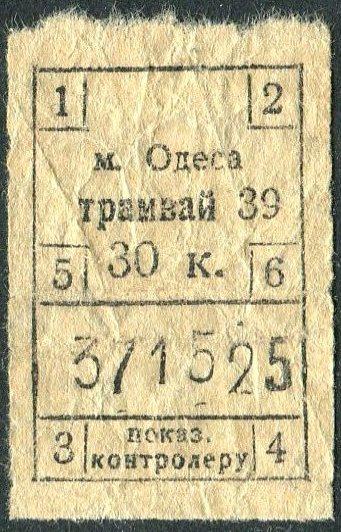 1 2
м. Одеса
трамвай 39
5 30 к. 6
371525
показ.
3 контролеру 4